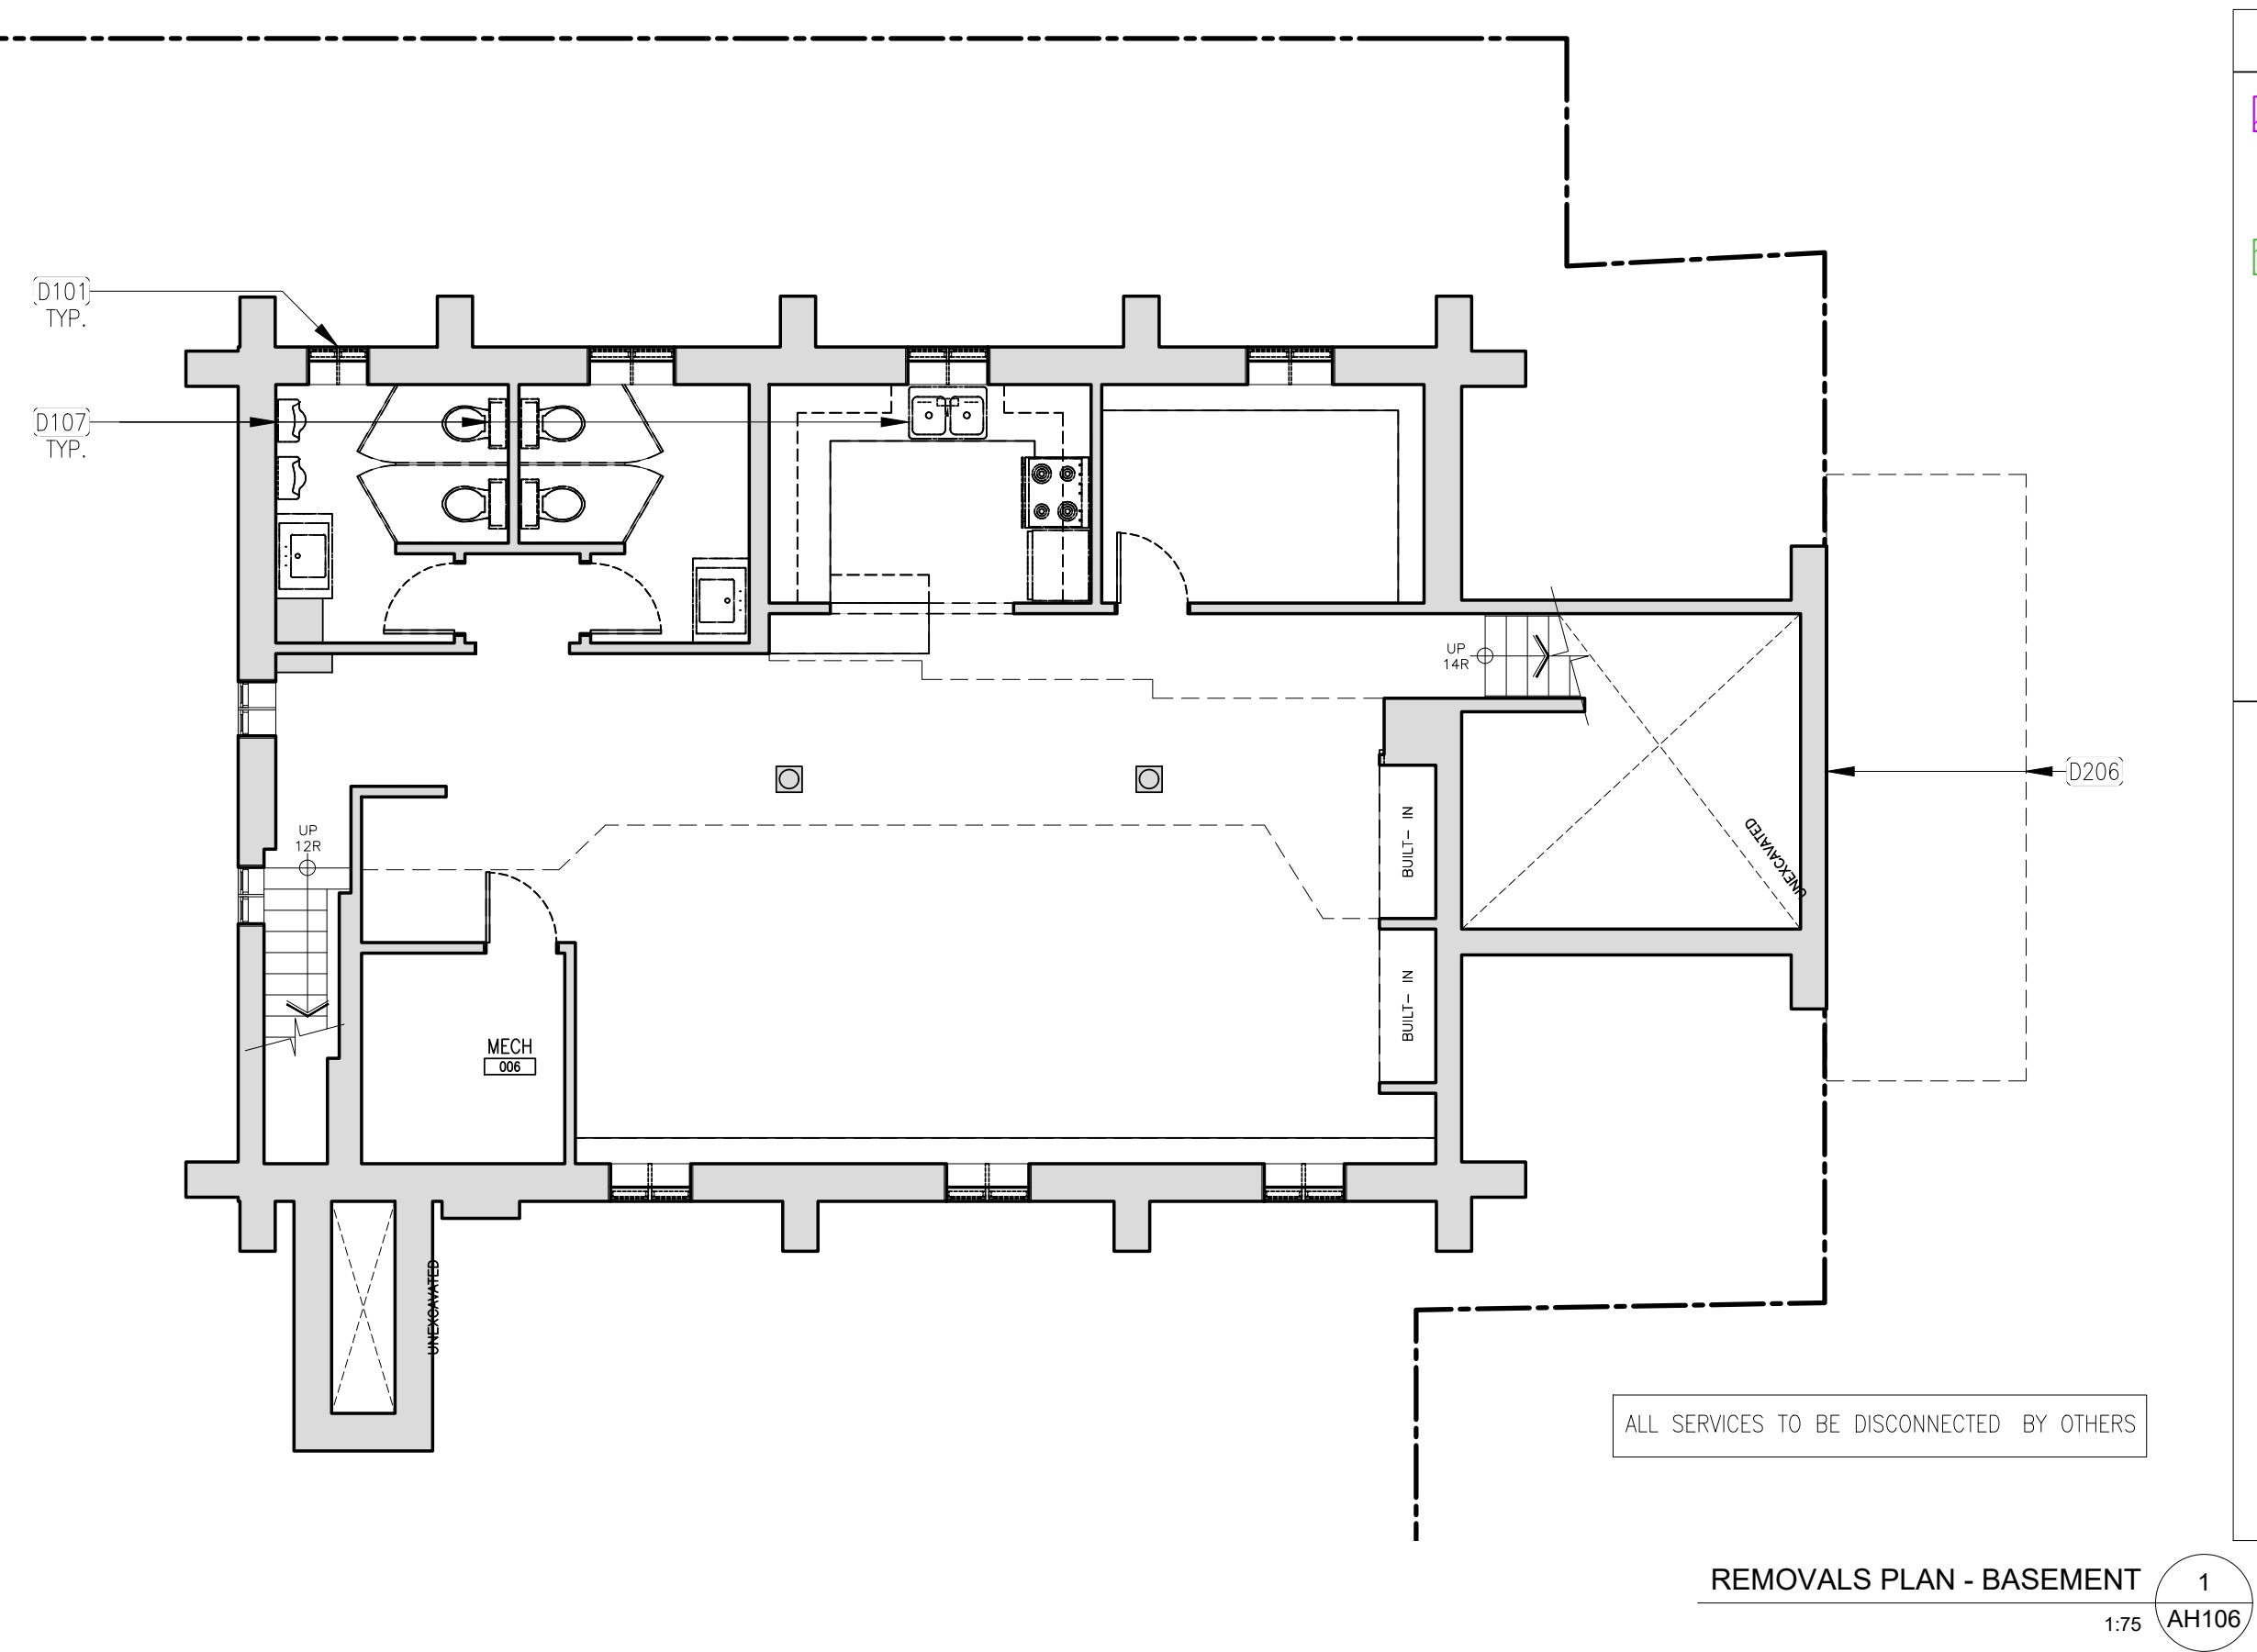 D101
TYP.
D107
TYP.
UP
14R
D206
UP
12R
BUILT- IN
UNEXCAVATED
BUILT- IN
MECH
006
UNEXCAVATED
ALL SERVICES TO BE DISCONNECTED BY OTHERS
REMOVALS PLAN - BASEMENT
1
1:75
AH106